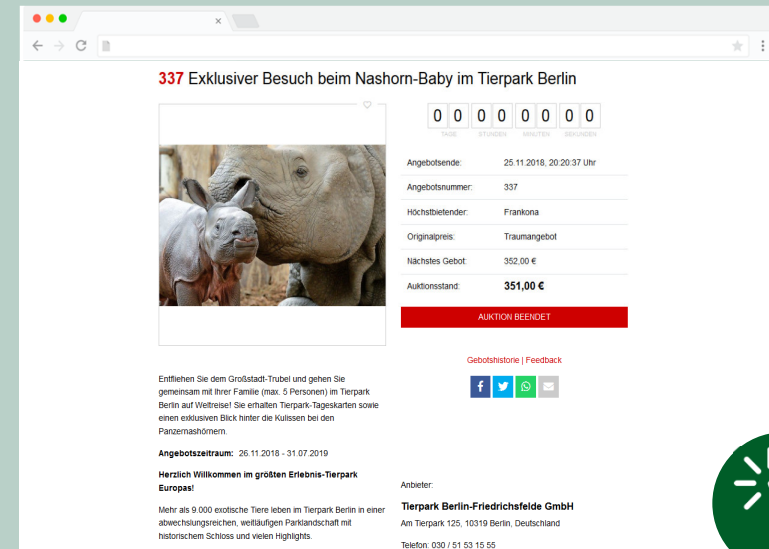 337 Exklusiver Besuch beim Nashorn-Baby im Tierpark Berlin
0 0 0 0 0 0 0 0
TAGE STUNDEN MINUTEN SEKUNDEN
Angebotsende: 25.11.2018, 20:20:37 Uhr
Angebotsnummer: 337
Höchstbietender: Frankona
Originalpreis: Traumangebot
Nächstes Gebot: 352,00 €
Auktionsstand: 351,00 €
AUKTION BEENDET
Gebotshistorie | Feedback
Entfliehen Sie dem Großstadt-Trubel und gehen Sie
gemeinsam mit Ihrer Familie (max. 5 Personen) im Tierpark
Berlin auf Weltreise! Sie erhalten Tierpark-Tageskarten sowie
einen exklusiven Blick hinter die Kulissen bei den
Panzernashörnern.
Angebotszeitraum: 26.11.2018 - 31.07.2019
Herzlich Willkommen im größten Erlebnis-Tierpark
Europas!
Mehr als 9.000 exotische Tiere leben im Tierpark Berlin in einer
abwechslungsreichen, weitläufigen Parklandschaft mit
historischem Schloss und vielen Highlights.
Anbieter:
Tierpark Berlin-Friedrichsfelde GmbH
Am Tierpark 125, 10319 Berlin, Deutschland
Telefon: 030 / 51 53 15 55